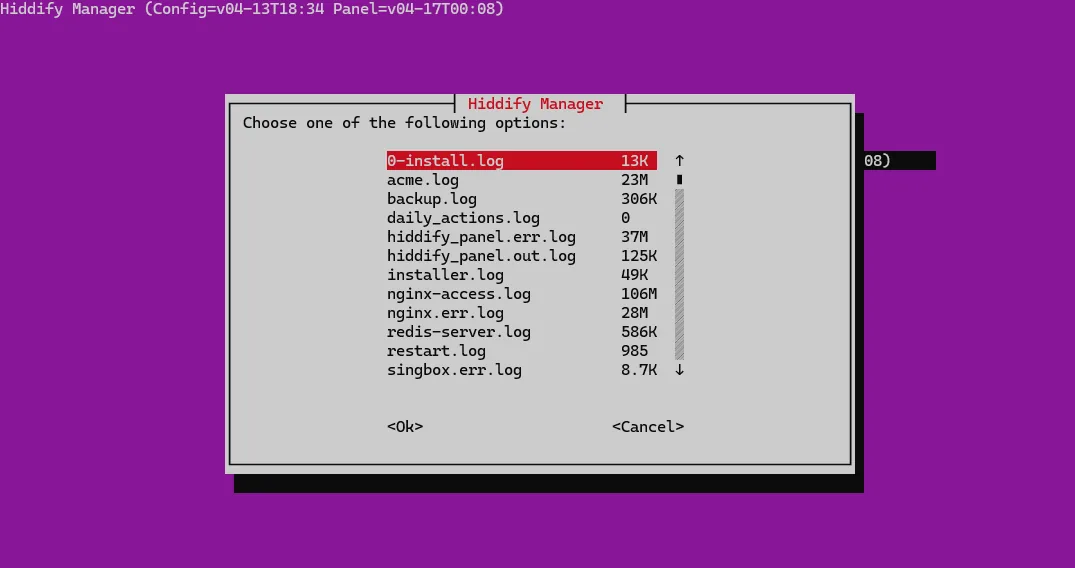 Hiddify Manager (Config=v04-13T18:34 Panel=v04-17T00:08)
Hiddify Manager
Choose one of the following options:
0-install.log 13K ↑
08)
acme.log 23M
backup.log 306K
daily_actions.log 0
hiddify_panel.err.log 37M
hiddify_panel.out.log 125K
installer.log 49K
nginx-access.log 106M
nginx.err.log 28M
redis-server.log 586K
restart.log 985
singbox.err.log 8.7K ↓
<Ok> <Cancel>